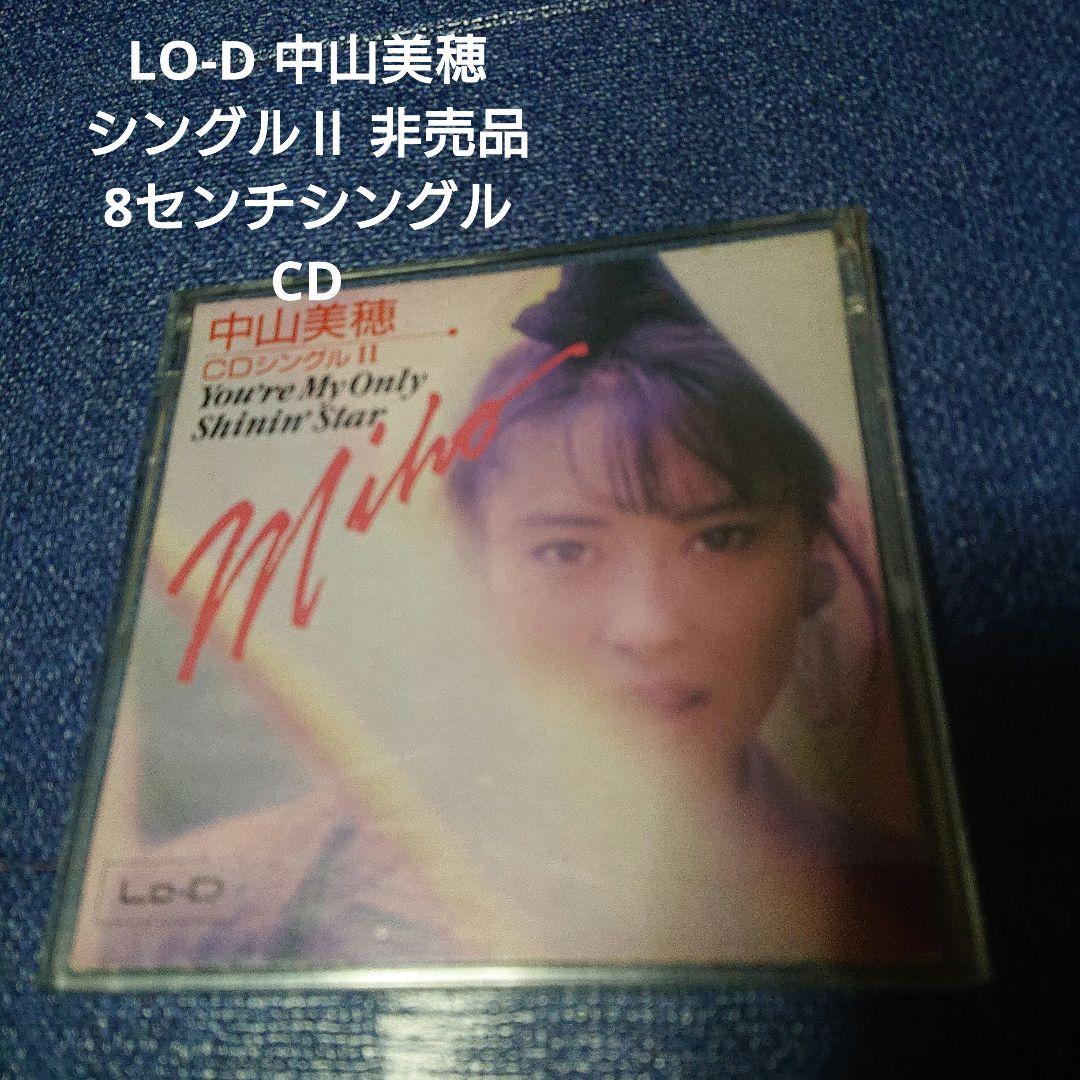 LO-D 中山美穂
シングルⅡ 非売品
8センチシングル
CD
中山美穂
CDシングルⅡ
You're My Only
Shinin' Star
Miho
Lo-D